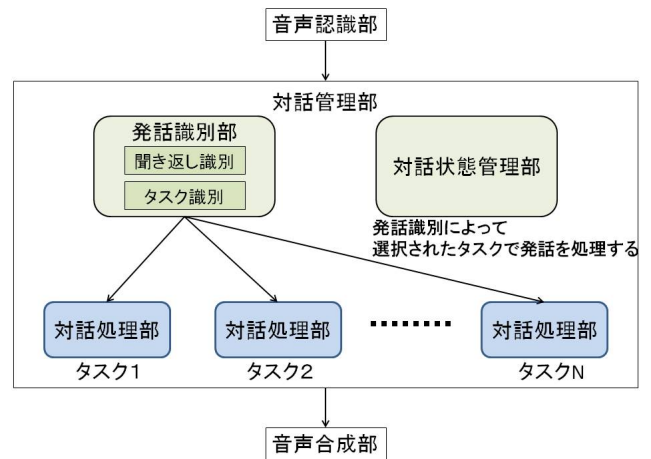 音声認識部
対話管理部
発話識別部
聞き返し識別
タスク識別
対話状態管理部
発話識別によって
選択されたタスクで発話を処理する
対話処理部
対話処理部
対話処理部
タスク1
タスク2
タスクN
音声合成部